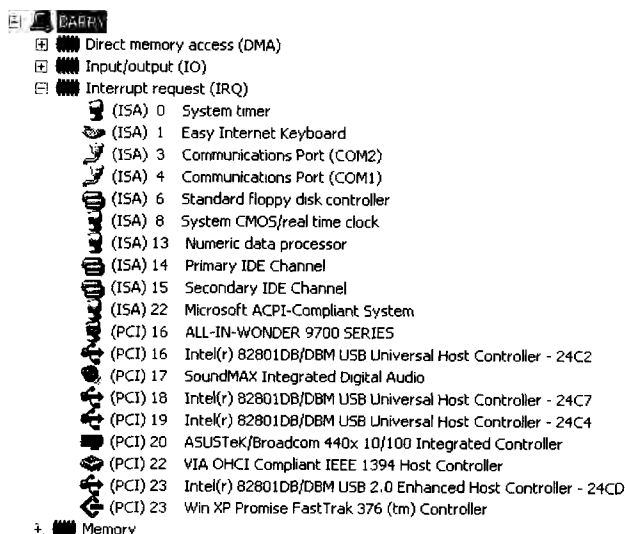 BARRY
Direct memory access (DMA)
Input/output (IO)
Interrupt request (IRQ)
(ISA) 0 System timer
(ISA) 1 Easy Internet Keyboard
(ISA) 3 Communications Port (COM2)
(ISA) 4 Communications Port (COM1)
(ISA) 6 Standard floppy disk controller
(ISA) 8 System CMOS/real time clock
(ISA) 13 Numeric data processor
(ISA) 14 Primary IDE Channel
(ISA) 15 Secondary IDE Channel
(ISA) 22 Microsoft ACPI-Compliant System
(PCI) 16 ALL-IN-WONDER 9700 SERIES
(PCI) 16 Intel(r) 82801DB/DBM USB Universal Host Controller - 24C2
(PCI) 17 SoundMAX Integrated Digital Audio
(PCI) 18 Intel(r) 82801DB/DBM USB Universal Host Controller - 24C7
(PCI) 19 Intel(r) 82801DB/DBM USB Universal Host Controller - 24C4
(PCI) 20 ASUSTeK/Broadcom 440x 10/100 Integrated Controller
(PCI) 22 VIA OHCI Compliant IEEE 1394 Host Controller
(PCI) 23 Intel(r) 82801DB/DBM USB 2.0 Enhanced Host Controller - 24CD
(PCI) 23 Win XP Promise FastTrak 376 (tm) Controller
Memory